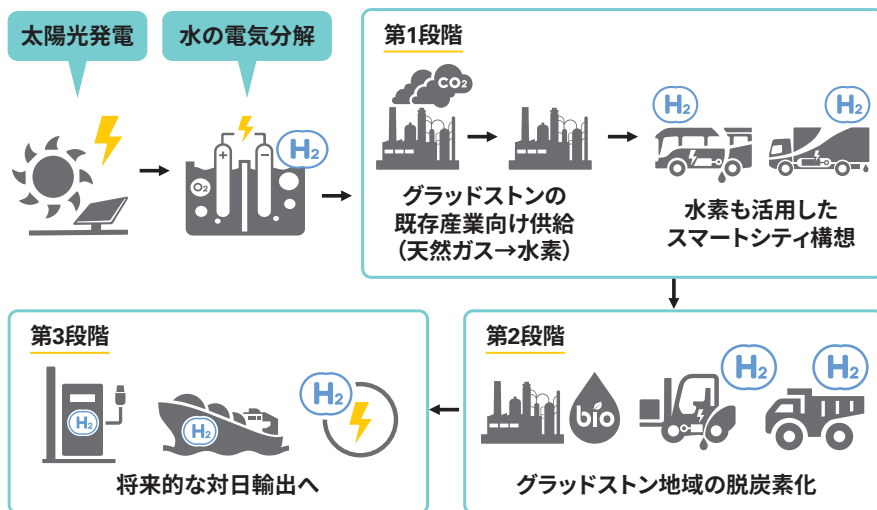 太陽光発電
水の電気分解
O₂
+
−
H₂
第1段階
CO₂
グラッドストンの
既存産業向け供給
（天然ガス→水素）
H₂
H₂
水素も活用した
スマートシティ構想
第2段階
bio
H₂
H₂
グラッドストン地域の脱炭素化
第3段階
H₂
H₂
H₂
将来的な対日輸出へ